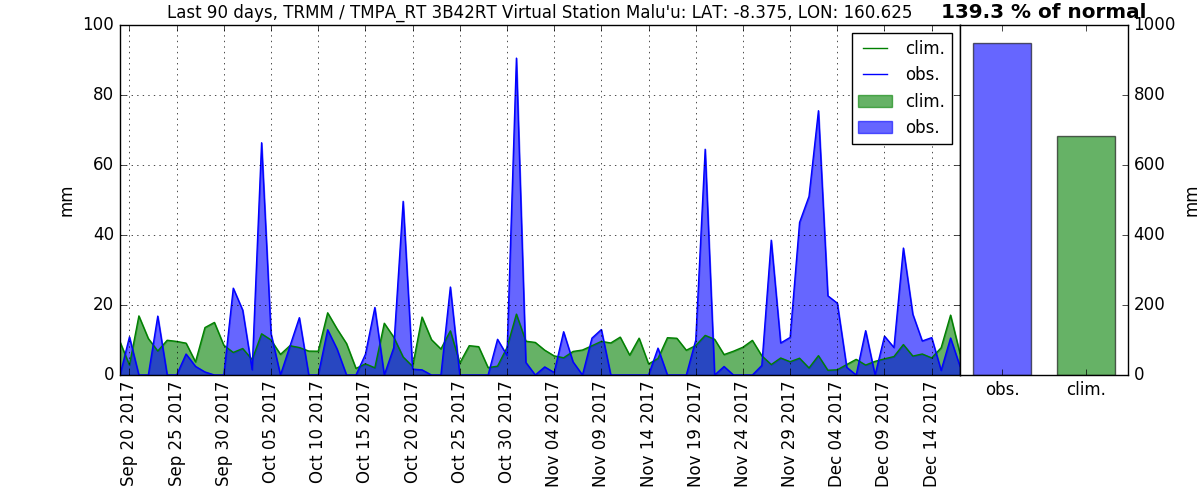 Last 90 days, TRMM / TMPA_RT 3B42RT Virtual Station Malu'u: LAT: -8.375, LON: 160.625
139.3 % of normal
100
80
60
40
20
0
mm
clim.
obs.
clim.
obs.
1000
800
600
400
200
0
mm
Sep 20 2017
Sep 25 2017
Sep 30 2017
Oct 05 2017
Oct 10 2017
Oct 15 2017
Oct 20 2017
Oct 25 2017
Oct 30 2017
Nov 04 2017
Nov 09 2017
Nov 14 2017
Nov 19 2017
Nov 24 2017
Nov 29 2017
Dec 04 2017
Dec 09 2017
Dec 14 2017
obs.
clim.